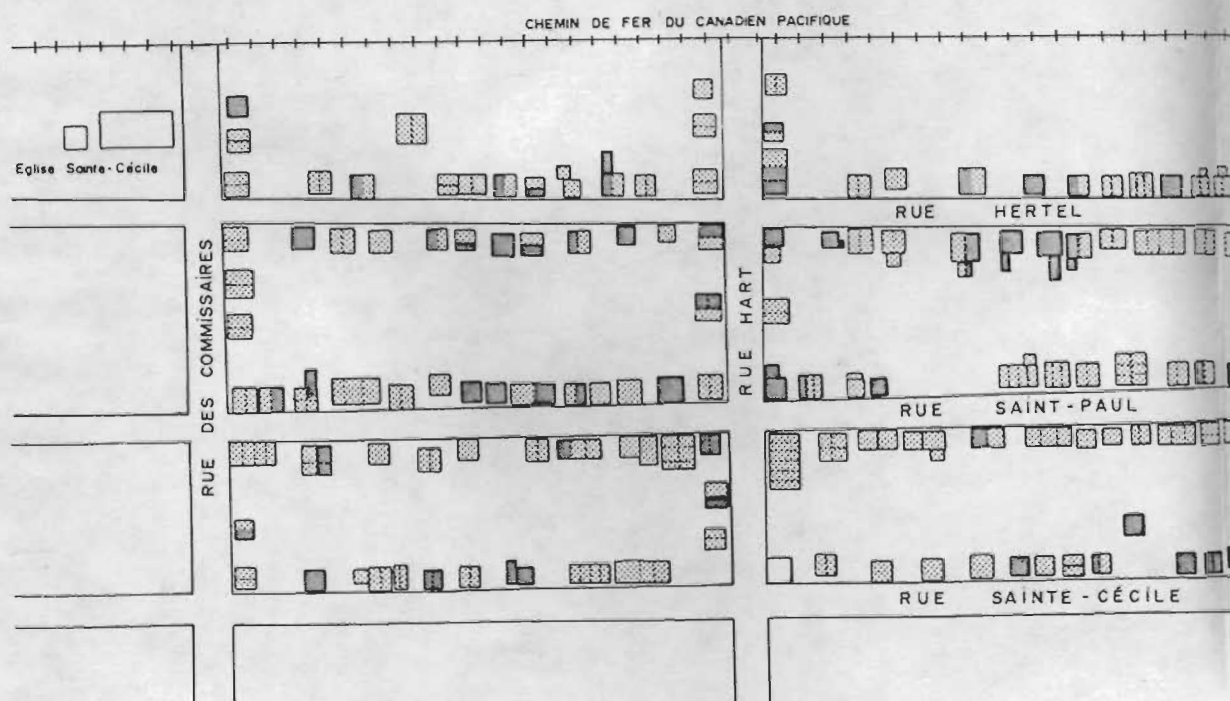 CHEMIN DE FER DU CANADIEN PACIFIQUE
Eglise Sainte-Cécile
RUE HERTEL
RUE DES COMMISSAIRES
RUE HART
RUE SAINT-PAUL
RUE SAINTE-CÉCILE